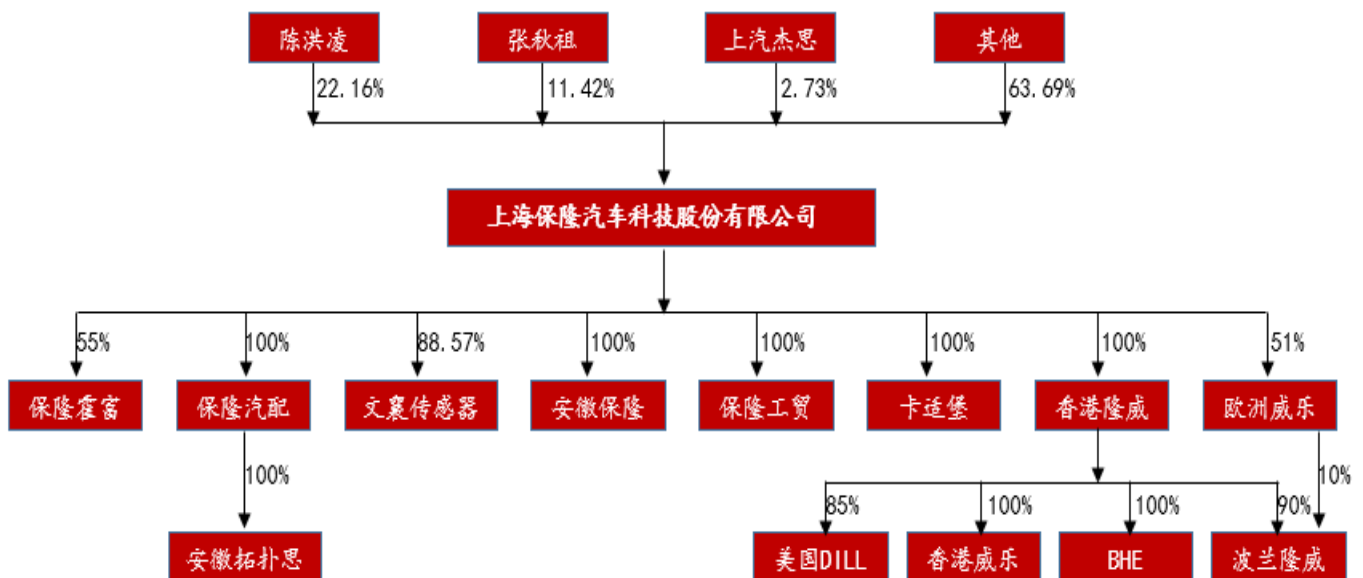 陈洪凌
张秋祖
上汽杰思
其他
22.16%
11.42%
2.73%
63.69%
上海保隆汽车科技股份有限公司
55%
100%
88.57%
100%
100%
100%
100%
51%
保隆霍富
保隆汽配
文襄传感器
安徽保隆
保隆工贸
卡适堡
香港隆威
欧洲威乐
100%
10%
85%
100%
100%
90%
安徽拓扑思
美国DILL
香港威乐
BHE
波兰隆威